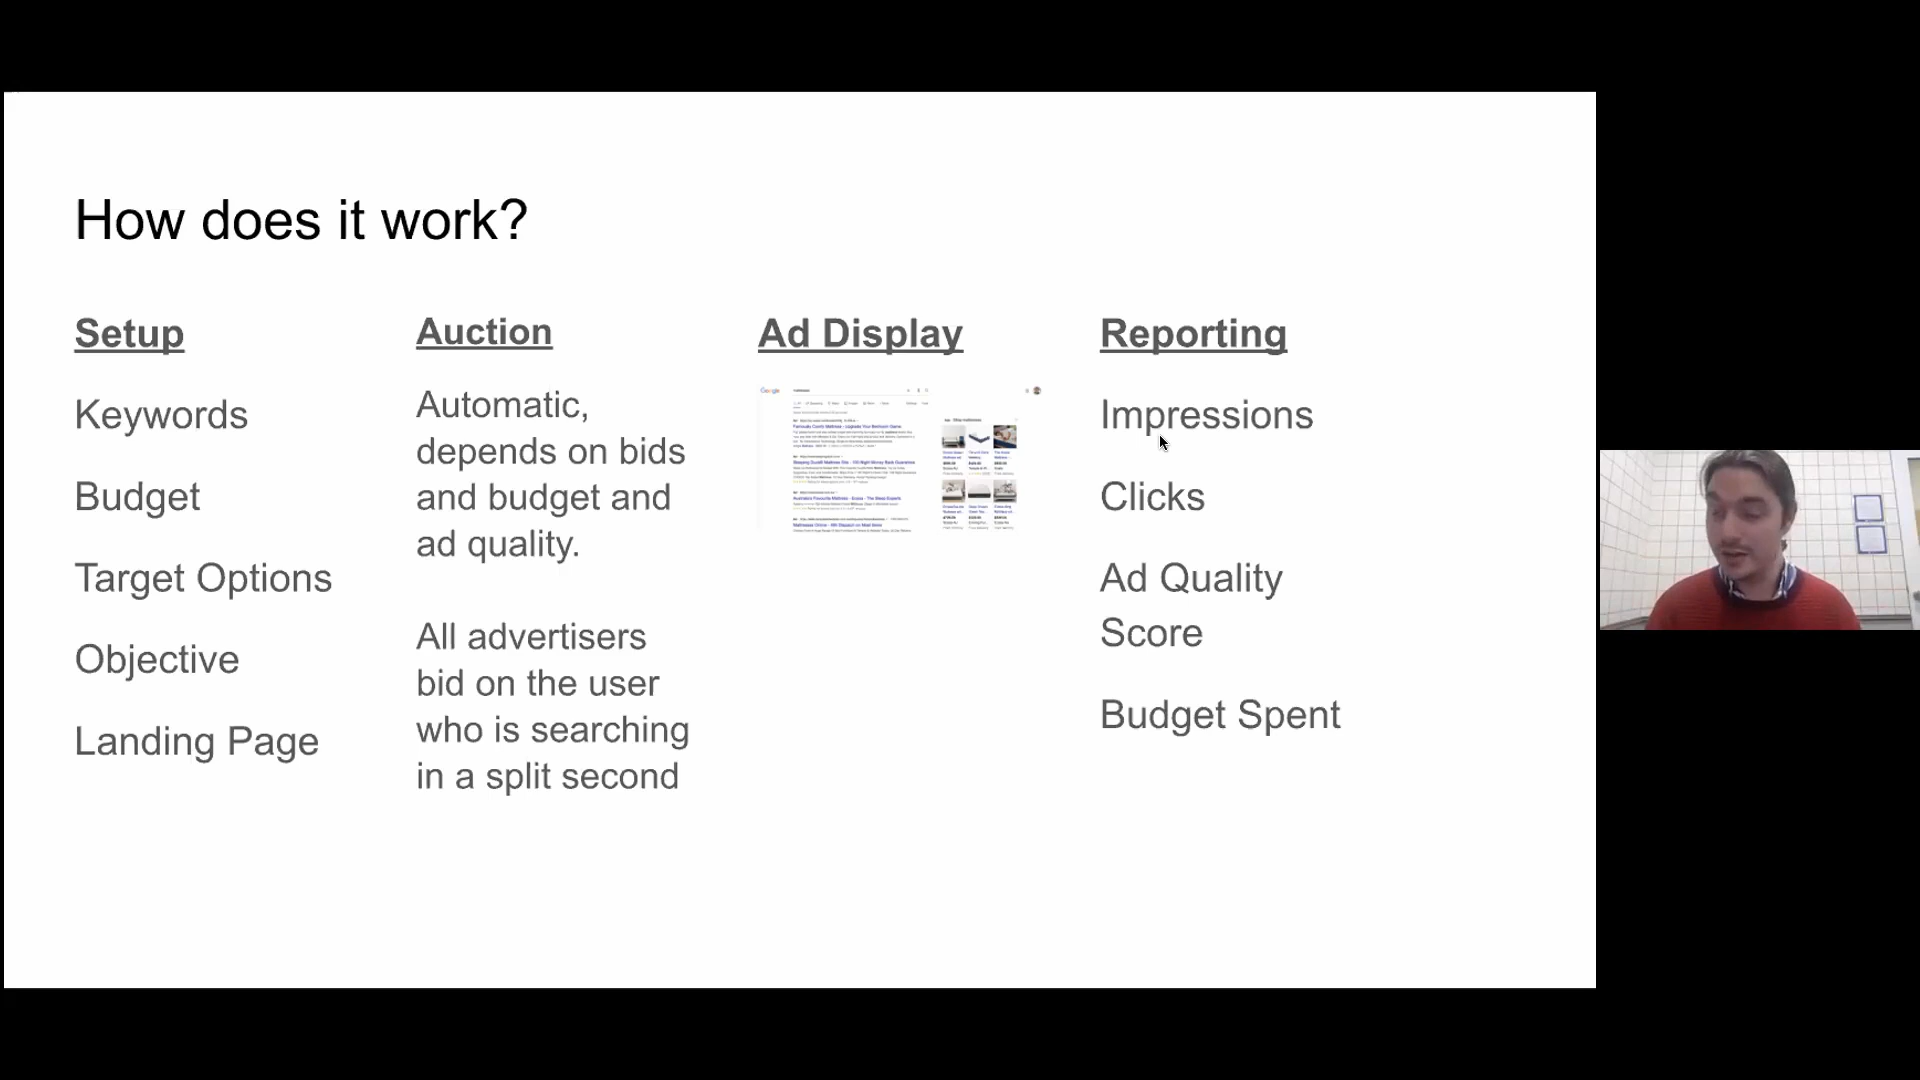 How does it work?
Setup
Keywords
Budget
Target Options
Objective
Landing Page
Auction
Automatic,
depends on bids
and budget and
ad quality.
All advertisers
bid on the user
who is searching
in a split second
Ad Display
Google
Reporting
Impressions
Clicks
Ad Quality
Score
Budget Spent